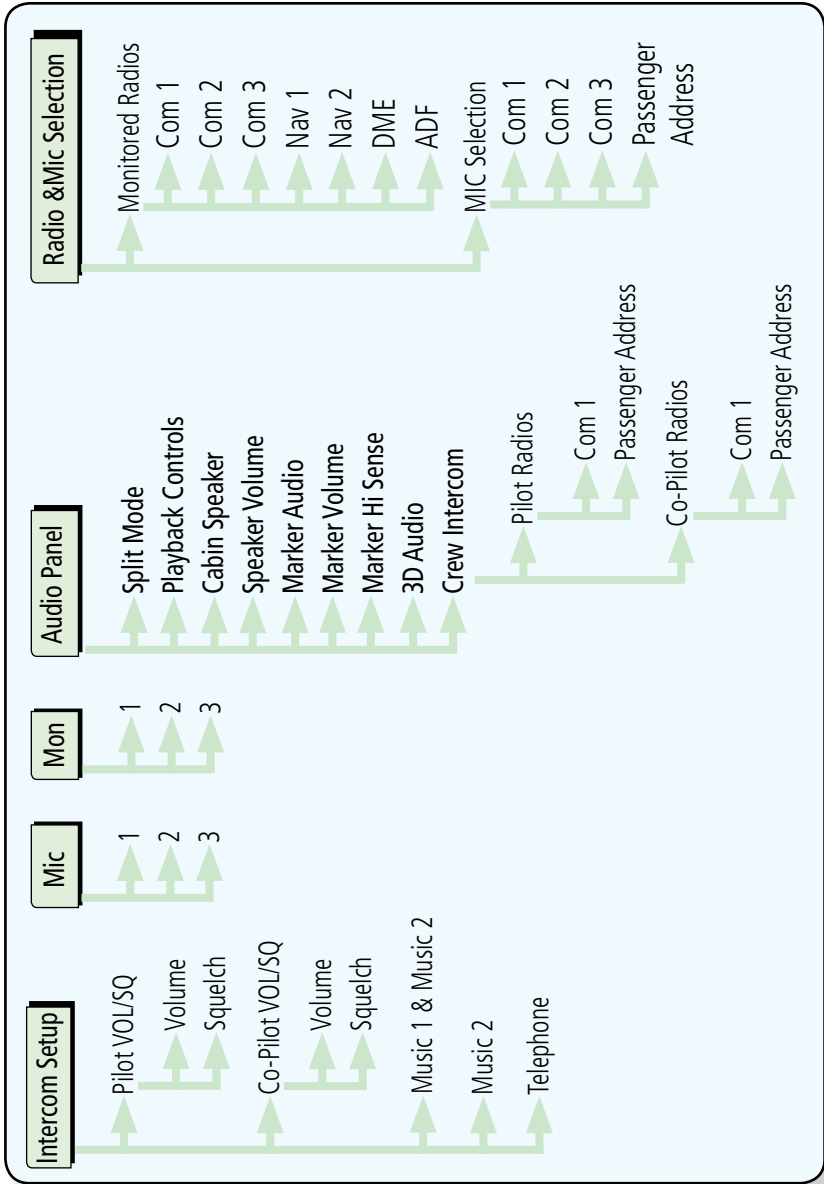 Intercom Setup
Pilot VOL/SQ
Volume
Squelch
Co-Pilot VOL/SQ
Volume
Squelch
Music 1 & Music 2
Music 2
Telephone
Mic
1
2
3
Mon
1
2
3
Audio Panel
Split Mode
Playback Controls
Cabin Speaker
Speaker Volume
Marker Audio
Marker Volume
Marker Hi Sense
3D Audio
Crew Intercom
Pilot Radios
Com 1
Passenger Address
Co-Pilot Radios
Com 1
Passenger Address
Radio &Mic Selection
Monitored Radios
Com 1
Com 2
Com 3
Nav 1
Nav 2
DME
ADF
MIC Selection
Com 1
Com 2
Com 3
Passenger
Address